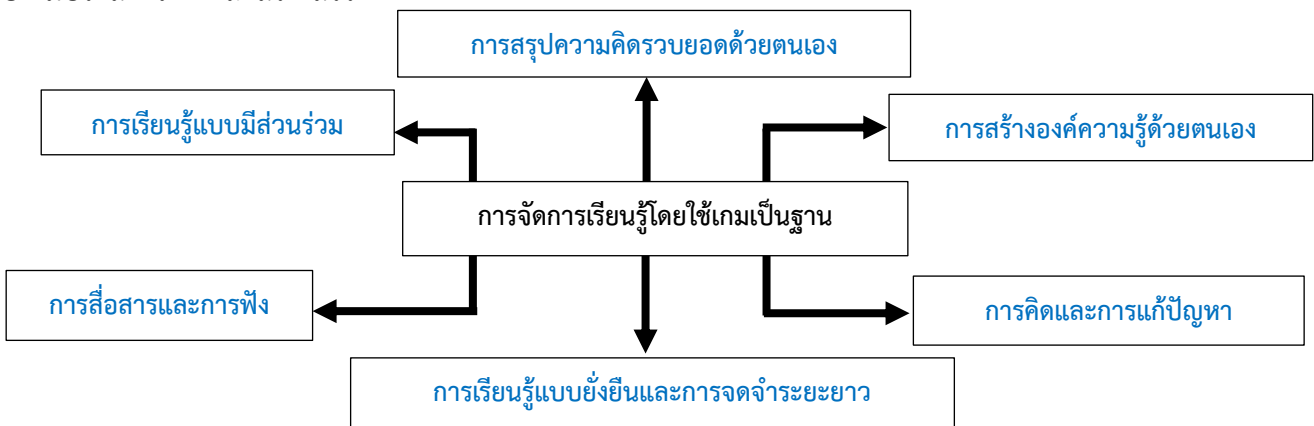 การสรุปความคิดรวบยอดด้วยตนเอง
การเรียนรู้แบบมีส่วนร่วม
การสร้างองค์ความรู้ด้วยตนเอง
การจัดการเรียนรู้โดยใช้เกมเป็นฐาน
การสื่อสารและการฟัง
การคิดและการแก้ปัญหา
การเรียนรู้แบบยั่งยืนและการจดจำระยะยาว